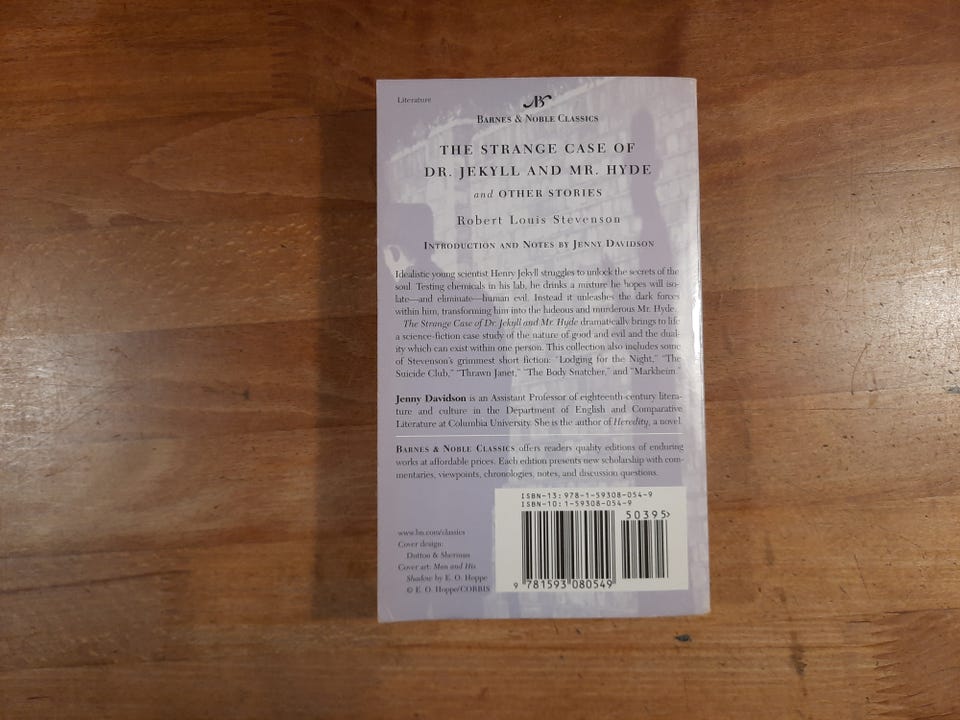 Literature
BARNES & NOBLE CLASSICS
THE STRANGE CASE OF
DR. JEKYLL AND MR. HYDE
and OTHER STORIES
Robert Louis Stevenson
INTRODUCTION AND NOTES BY JENNY DAVIDSON
Idealistic young scientist Henry Jekyll struggles to unlock the secrets of the
soul. Testing chemicals in his lab, he drinks a mixture he hopes will iso-
late—and eliminate—human evil. Instead it unleashes the dark forces
within him, transforming him into the hideous and murderous Mr. Hyde.
The Strange Case of Dr. Jekyll and Mr. Hyde dramatically brings to life
a science-fiction case study of the nature of good and evil and the dual-
ity which can exist within one person. This collection also includes some
of Stevenson's grimmest short fiction: "Lodging for the Night," "The
Suicide Club," "Thrawn Janet," "The Body Snatcher," and "Markheim."
Jenny Davidson is an Assistant Professor of eighteenth-century litera-
ture and culture in the Department of English and Comparative
Literature at Columbia University. She is the author of Heredity, a novel.
BARNES & NOBLE CLASSICS offers readers quality editions of enduring
works at affordable prices. Each edition presents new scholarship with com-
mentaries, viewpoints, chronologies, notes, and discussion questions.
ISBN-13: 978-1-59308-054-9
ISBN-10: 1-59308-054-9
50395>
9 781593 080549
www.bn.com/classics
Cover design:
Dutton & Sherman
Cover art: Man and His
Shadow by E. O. Hoppe
© E. O. Hoppe/CORBIS